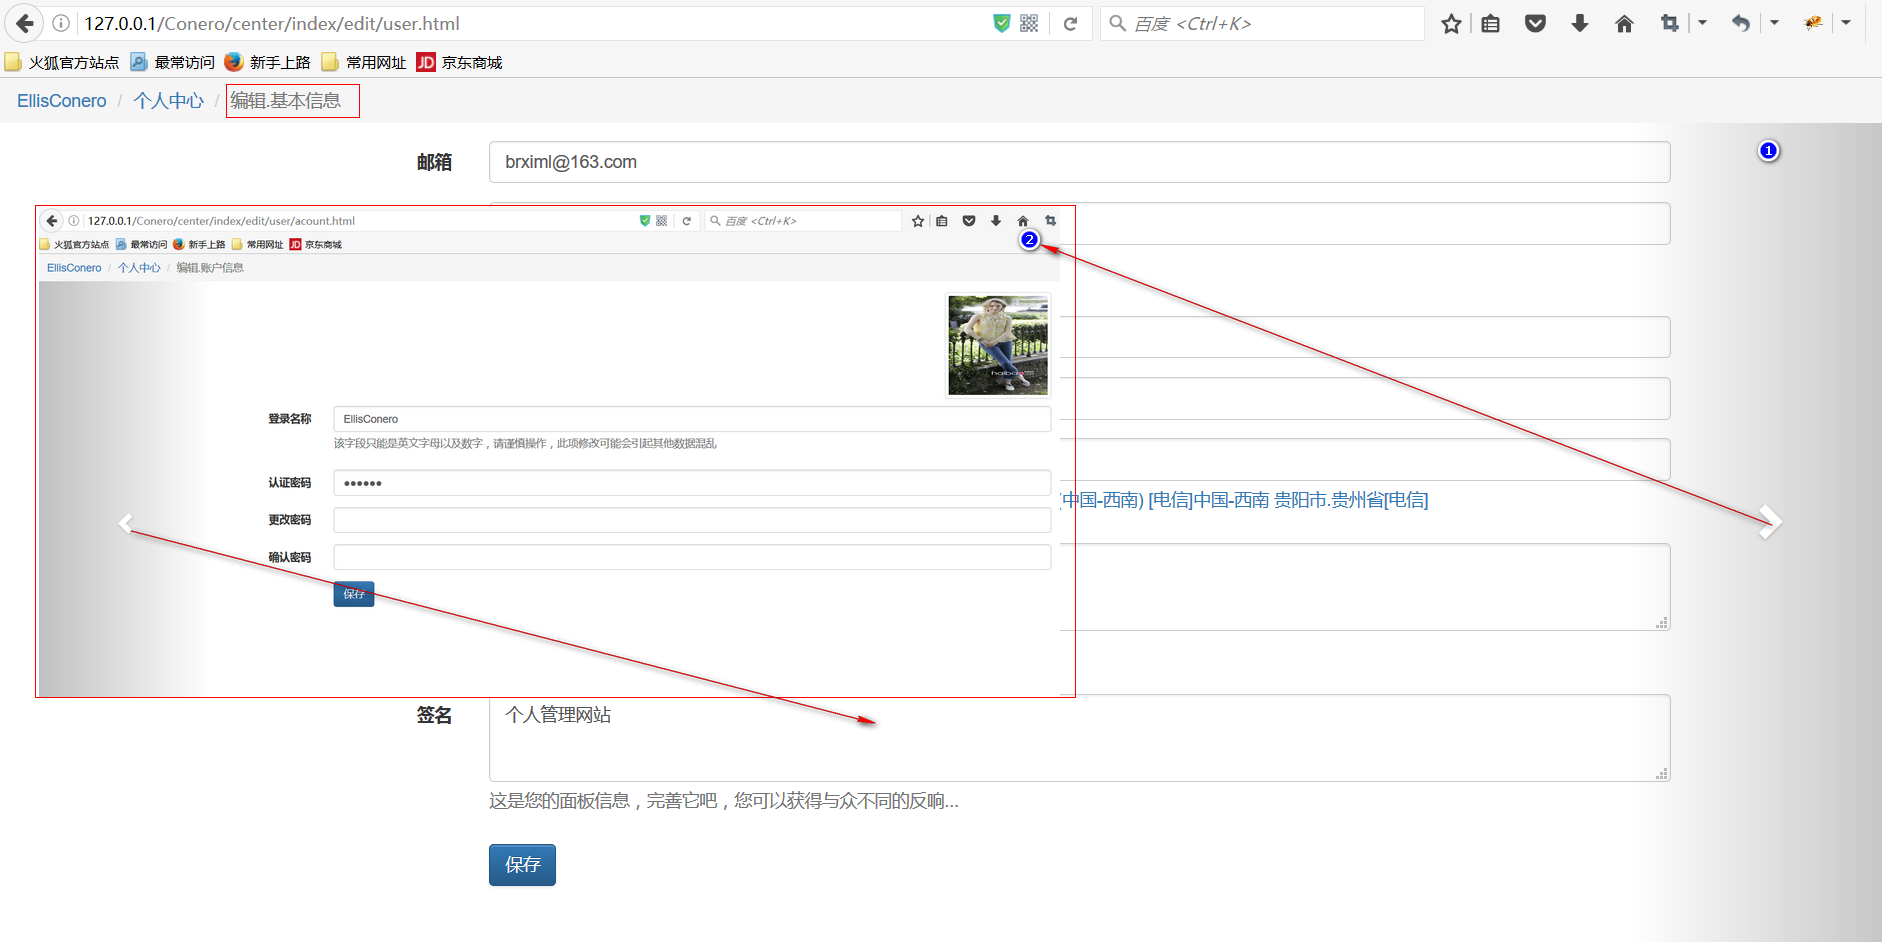 127.0.0.1/Conero/center/index/edit/user.html
百度 <Ctrl+K>
火狐官方站点 最常访问 新手上路 常用网址 JD 京东商城
EllisConero / 个人中心 / 编辑.基本信息
1
邮箱 brximl@163.com
127.0.0.1/Conero/center/index/edit/user/acount.html
百度 <Ctrl+K>
2
火狐官方站点 最常访问 新手上路 常用网址 JD 京东商城
EllisConero / 个人中心 / 编辑.账户信息
登录名称 EllisConero
该字段只能是英文字母以及数字，请谨慎操作，此项修改可能会引起其他数据混乱
认证密码 ••••••
更改密码
确认密码
保存
(中国-西南) [电信]中国-西南 贵阳市.贵州省[电信]
签名 个人管理网站
这是您的面板信息，完善它吧，您可以获得与众不同的反响...
保存